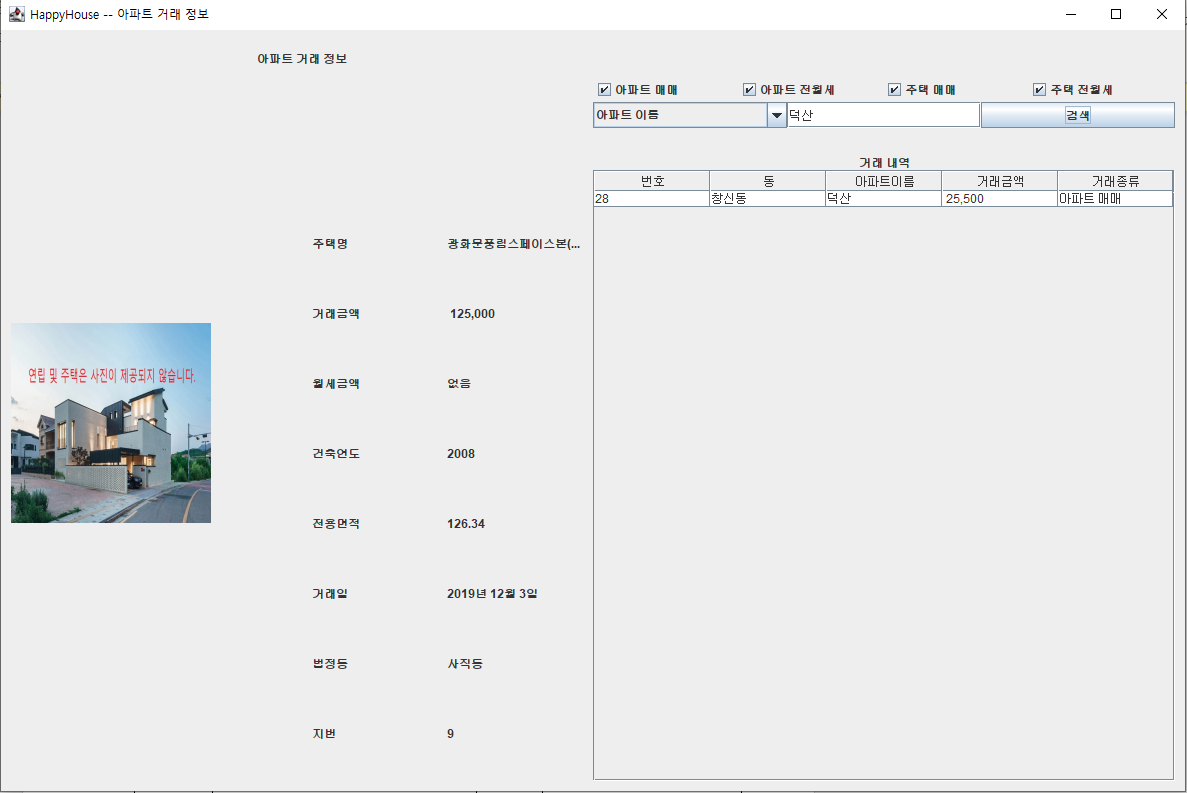 HappyHouse -- 아파트 거래 정보
아파트 거래 정보
아파트 매매 아파트 전월세 주택 매매 주택 전월세
아파트 이름 덕산 검색
거래 내역
번호 동 아파트이름 거래금액 거래종류
28 창신동 덕산 25,500 아파트 매매
주택명 광화문풍림스페이스본(...
거래금액 125,000
연립 및 주택은 사진이 제공되지 않습니다.
월세금액 없음
건축연도 2008
전용면적 126.34
거래일 2019년 12월 3일
법정동 사직동
지번 9